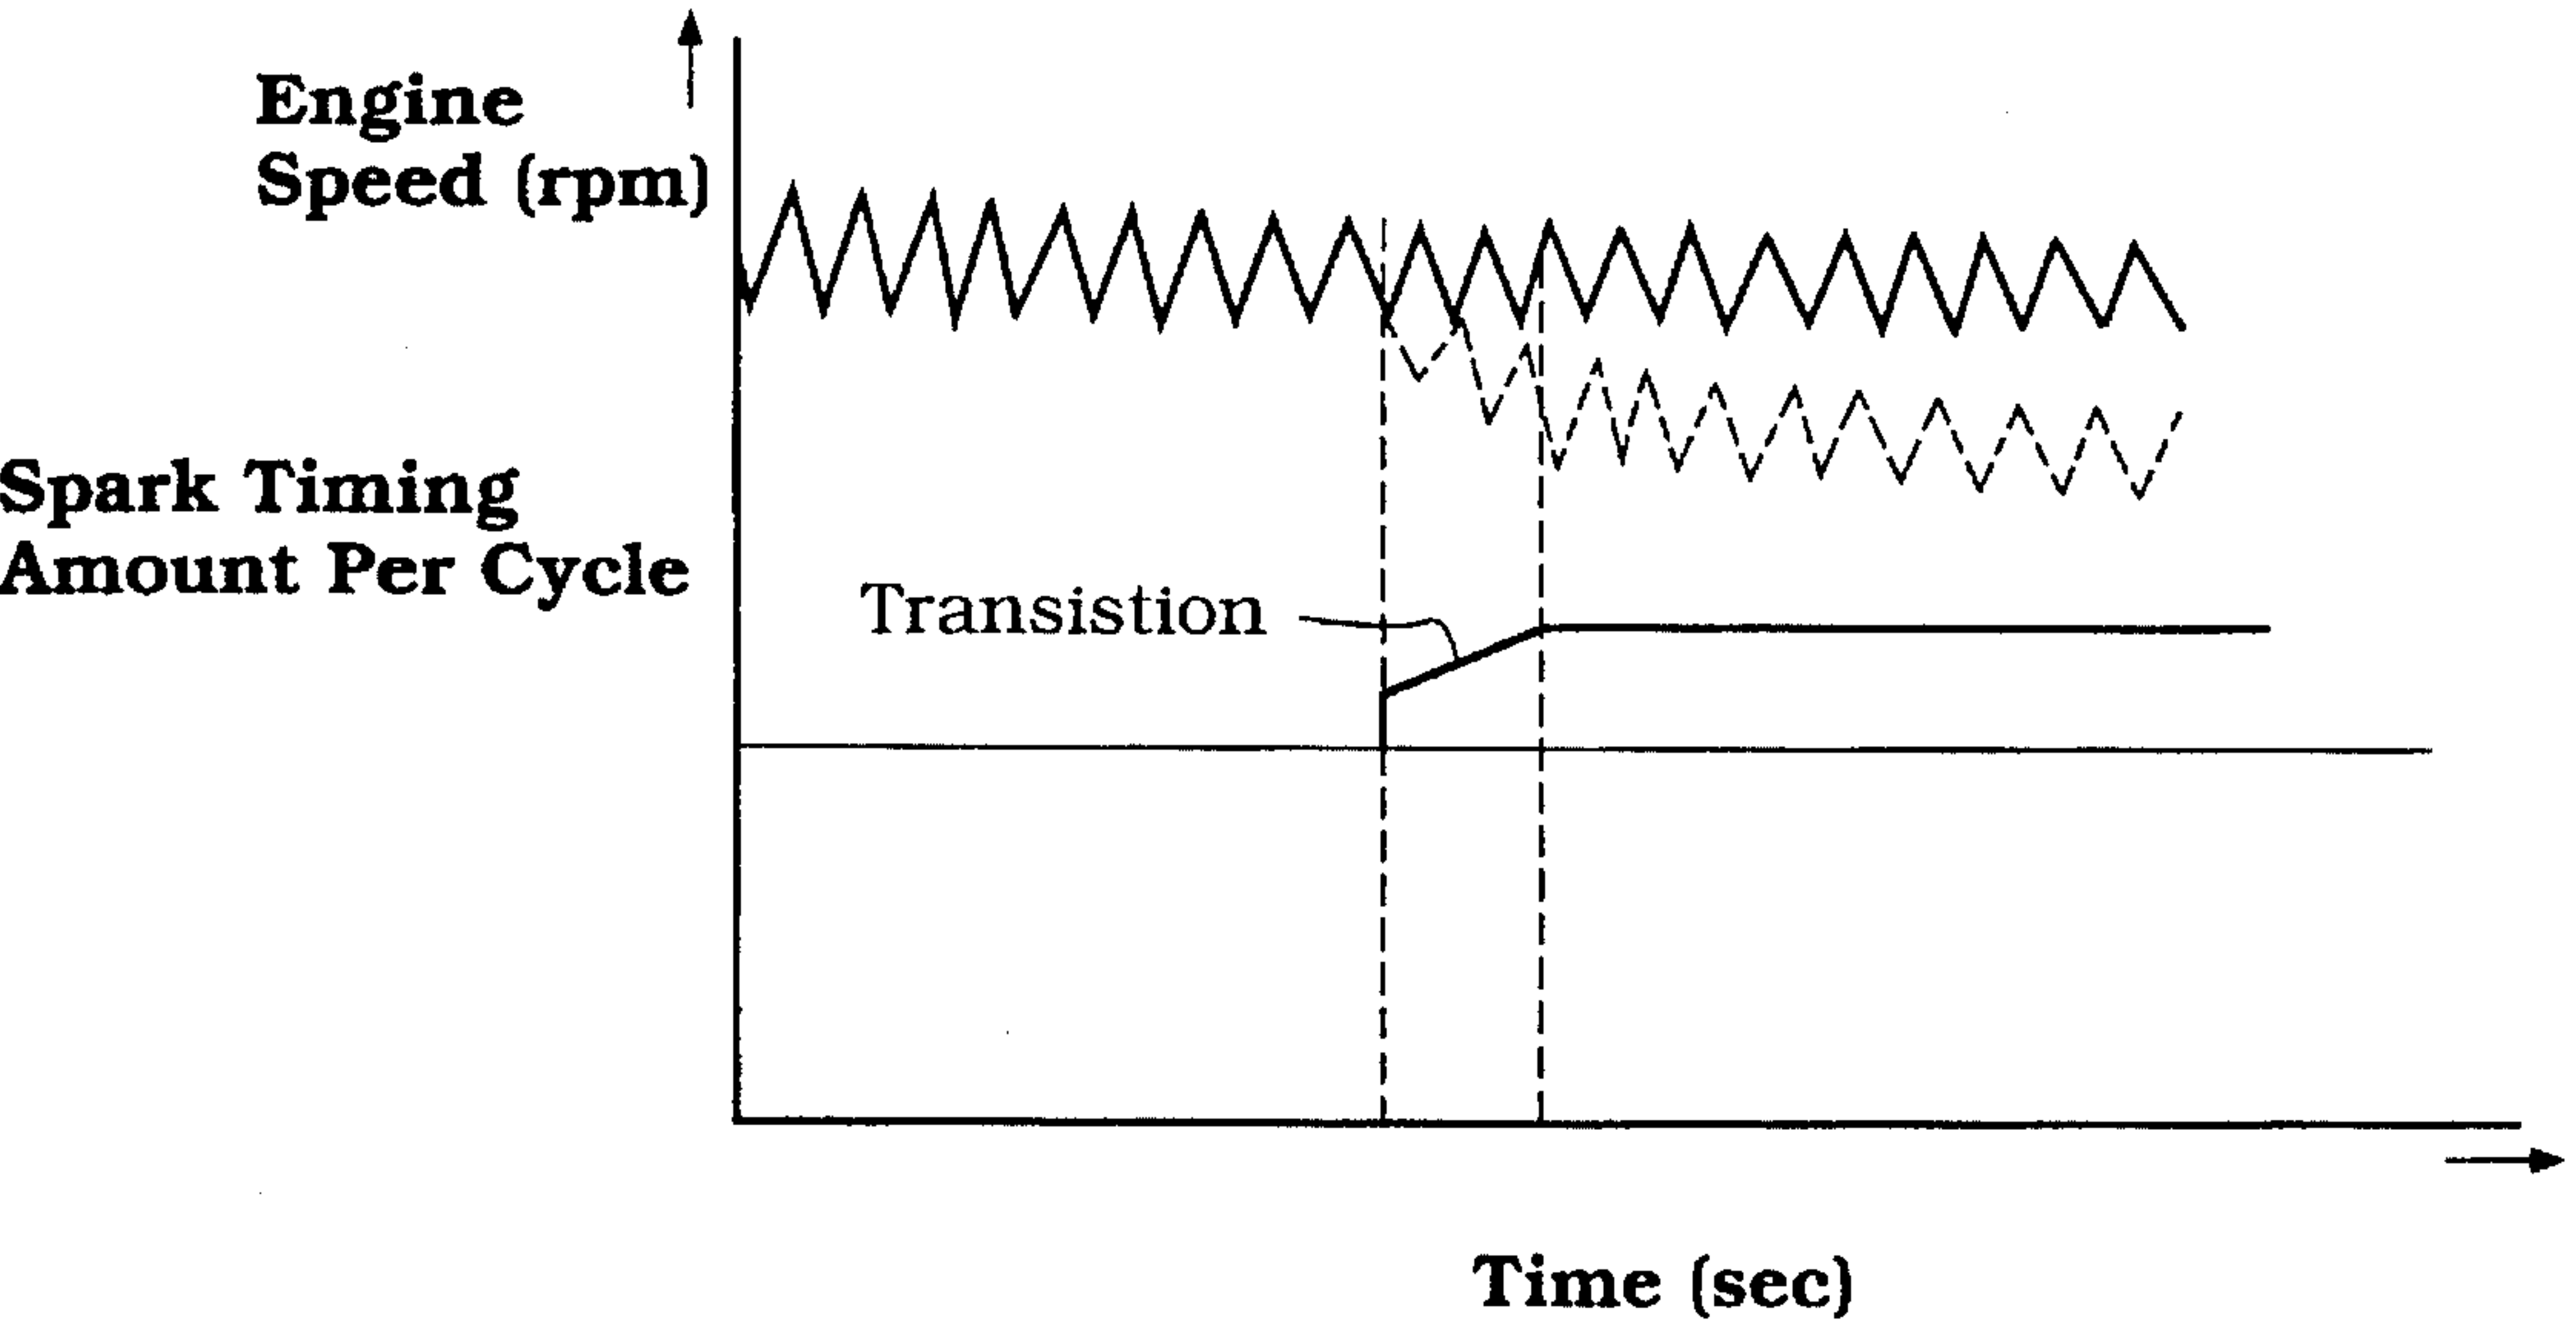 Engine
Speed (rpm)
Spark Timing
Amount Per Cycle
Transistion
Time (sec)